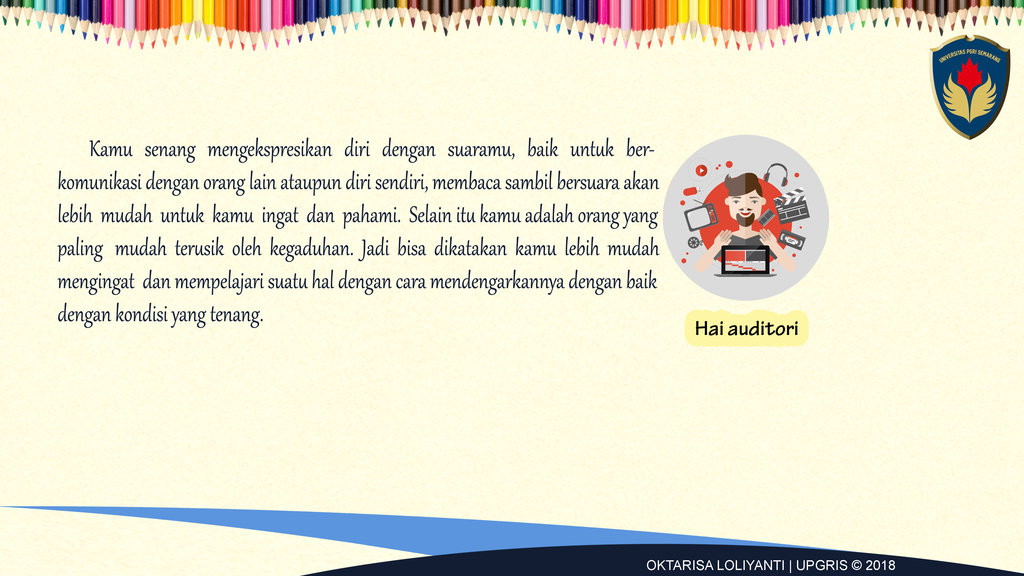 UNIVERSITAS PGRI SEMARANG
Kamu senang mengekspresikan diri dengan suaramu, baik untuk ber-
komunikasi dengan orang lain ataupun diri sendiri, membaca sambil bersuara akan
lebih mudah untuk kamu ingat dan pahami. Selain itu kamu adalah orang yang
paling mudah terusik oleh kegaduhan. Jadi bisa dikatakan kamu lebih mudah
mengingat dan mempelajari suatu hal dengan cara mendengarkannya dengan baik
dengan kondisi yang tenang.
Hai auditori
OKTARISA LOLIYANTI | UPGRIS © 2018